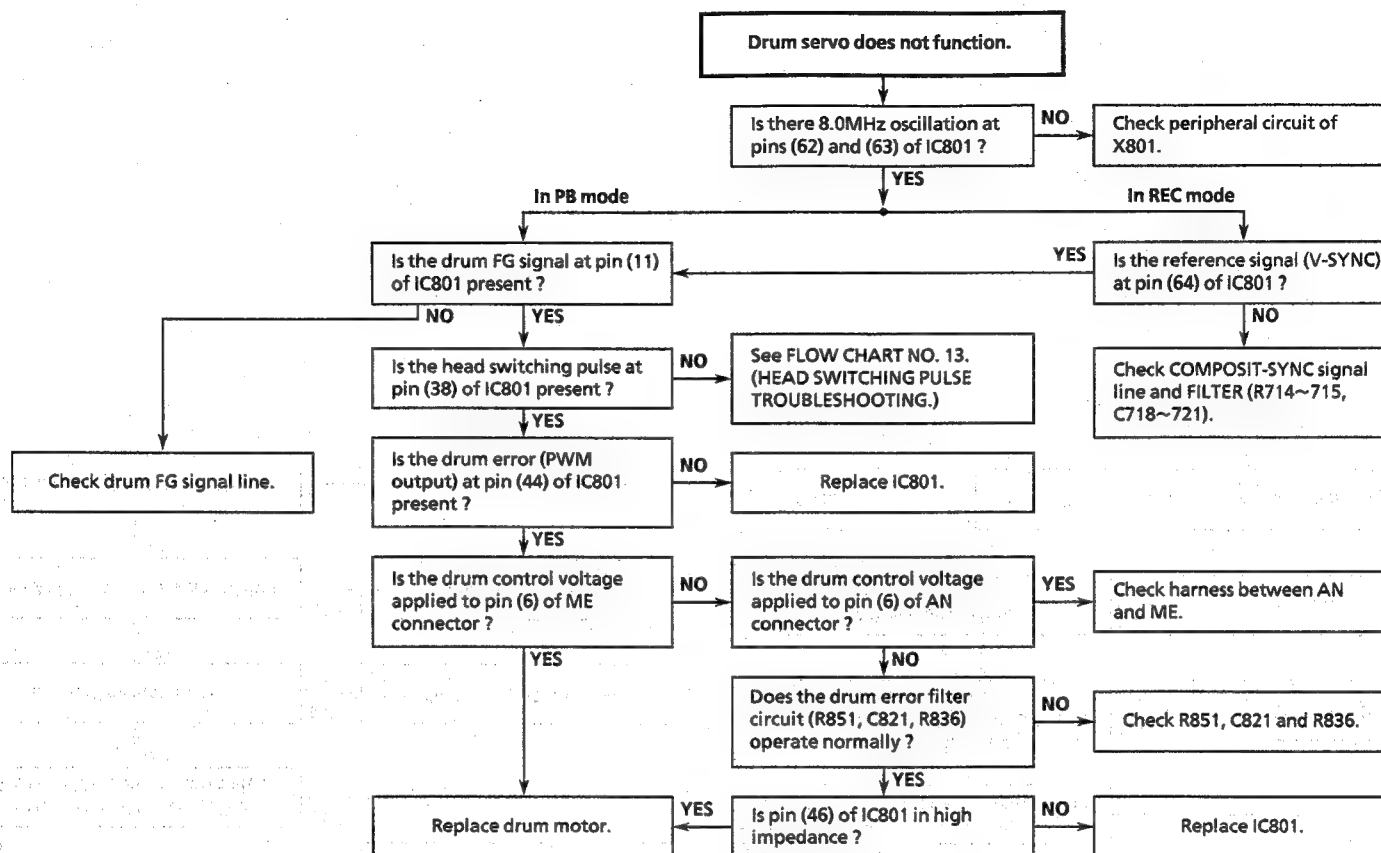 Drum servo does not function.
Is there 8.0MHz oscillation at
pins (62) and (63) of IC801 ?
NO
Check peripheral circuit of
X801.
YES
In PB mode
In REC mode
Is the drum FG signal at pin (11)
of IC801 present ?
YES
Is the reference signal (V-SYNC)
at pin (64) of IC801 ?
NO
YES
NO
Is the head switching pulse at
pin (38) of IC801 present ?
NO
See FLOW CHART NO. 13.
(HEAD SWITCHING PULSE
TROUBLESHOOTING.)
Check COMPOSIT-SYNC signal
line and FILTER (R714~715,
C718~721).
YES
Check drum FG signal line.
Is the drum error (PWM
output) at pin (44) of IC801
present ?
NO
Replace IC801.
YES
Is the drum control voltage
applied to pin (6) of ME
connector ?
NO
Is the drum control voltage
applied to pin (6) of AN
connector ?
YES
Check harness between AN
and ME.
YES
NO
Does the drum error filter
circuit (R851, C821, R836)
operate normally ?
NO
Check R851, C821 and R836.
YES
Replace drum motor.
YES
Is pin (46) of IC801 in high
impedance ?
NO
Replace IC801.